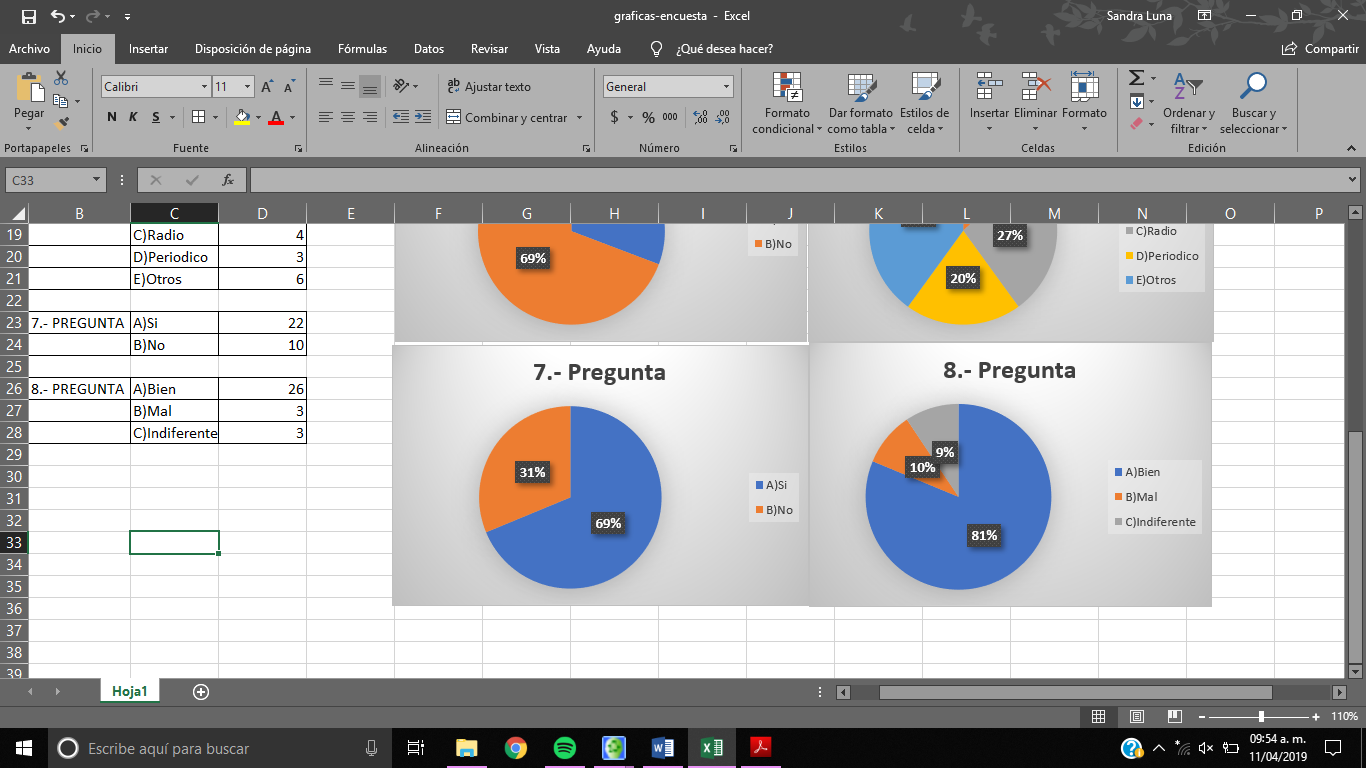 graficas-encuesta - Excel
Sandra Luna
Archivo Inicio Insertar Disposición de página Fórmulas Datos Revisar Vista Ayuda ¿Qué desea hacer? Compartir
Pegar
Portapapeles
Calibri 11
N K S
Fuente
Ajustar texto
Combinar y centrar
Alineación
General
$ % 000
Número
Formato condicional
Dar formato como tabla
Estilos de celda
Estilos
Insertar Eliminar Formato
Celdas
Ordenar y filtrar
Buscar y seleccionar
Edición
C33
fx
B C D E F G H I J K L M N O P
19 C)Radio 4
20 D)Periodico 3
21 E)Otros 6
22
23 7.- PREGUNTA A)Si 22
24 B)No 10
25
26 8.- PREGUNTA A)Bien 26
27 B)Mal 3
28 C)Indiferente 3
29
30
31
32
33
34
35
36
37
38
39
69%
B)No
27%
20%
C)Radio
D)Periodico
E)Otros
7.- Pregunta
31%
69%
A)Si
B)No
8.- Pregunta
9%
10%
81%
A)Bien
B)Mal
C)Indiferente
Hoja1
110%
Escribe aquí para buscar
09:54 a. m.
11/04/2019